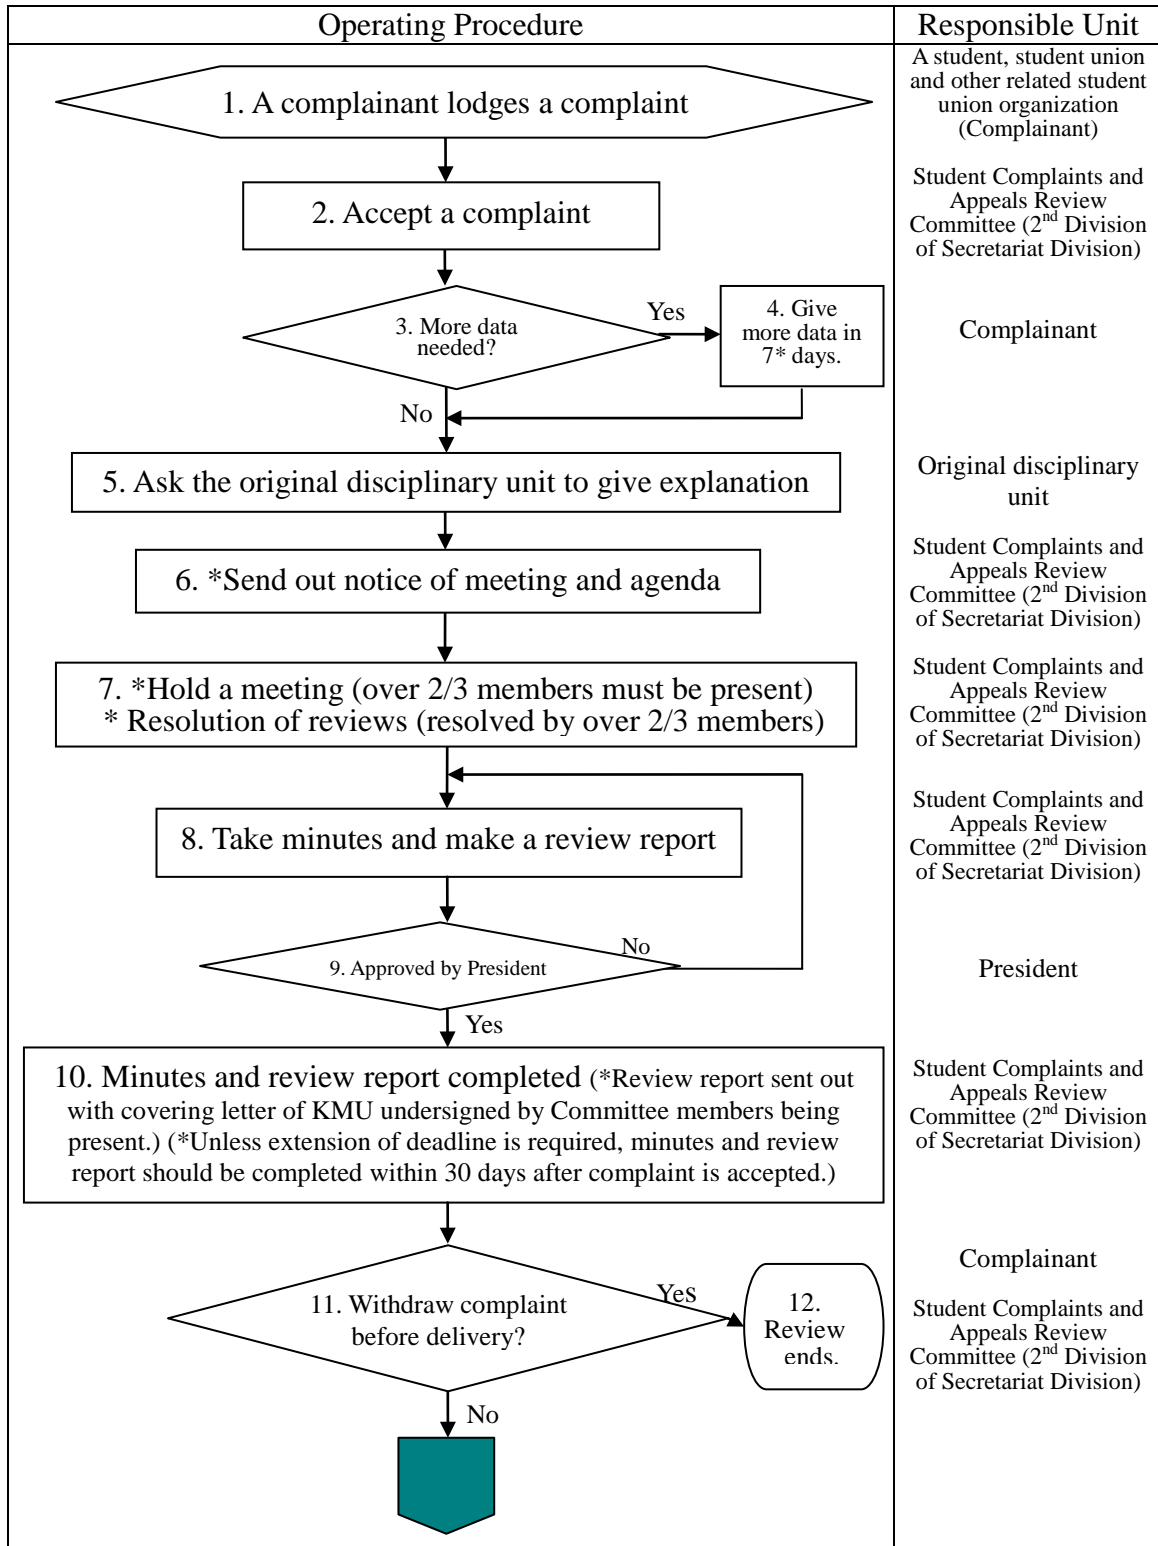 Operating Procedure
Responsible Unit
1. A complainant lodges a complaint
A student, student union
and other related student
union organization
(Complainant)
2. Accept a complaint
Student Complaints and
Appeals Review
Committee (2nd Division
of Secretariat Division)
3. More data
needed?
Yes
4. Give
more data in
7* days.
Complainant
No
5. Ask the original disciplinary unit to give explanation
Original disciplinary
unit
6. *Send out notice of meeting and agenda
Student Complaints and
Appeals Review
Committee (2nd Division
of Secretariat Division)
7. *Hold a meeting (over 2/3 members must be present)
* Resolution of reviews (resolved by over 2/3 members)
Student Complaints and
Appeals Review
Committee (2nd Division
of Secretariat Division)
8. Take minutes and make a review report
Student Complaints and
Appeals Review
Committee (2nd Division
of Secretariat Division)
9. Approved by President
No
President
Yes
10. Minutes and review report completed (*Review report sent out
with covering letter of KMU undersigned by Committee members being
present.) (*Unless extension of deadline is required, minutes and review
report should be completed within 30 days after complaint is accepted.)
Student Complaints and
Appeals Review
Committee (2nd Division
of Secretariat Division)
11. Withdraw complaint
before delivery?
Yes
12.
Review
ends.
Complainant
Student Complaints and
Appeals Review
Committee (2nd Division
of Secretariat Division)
No